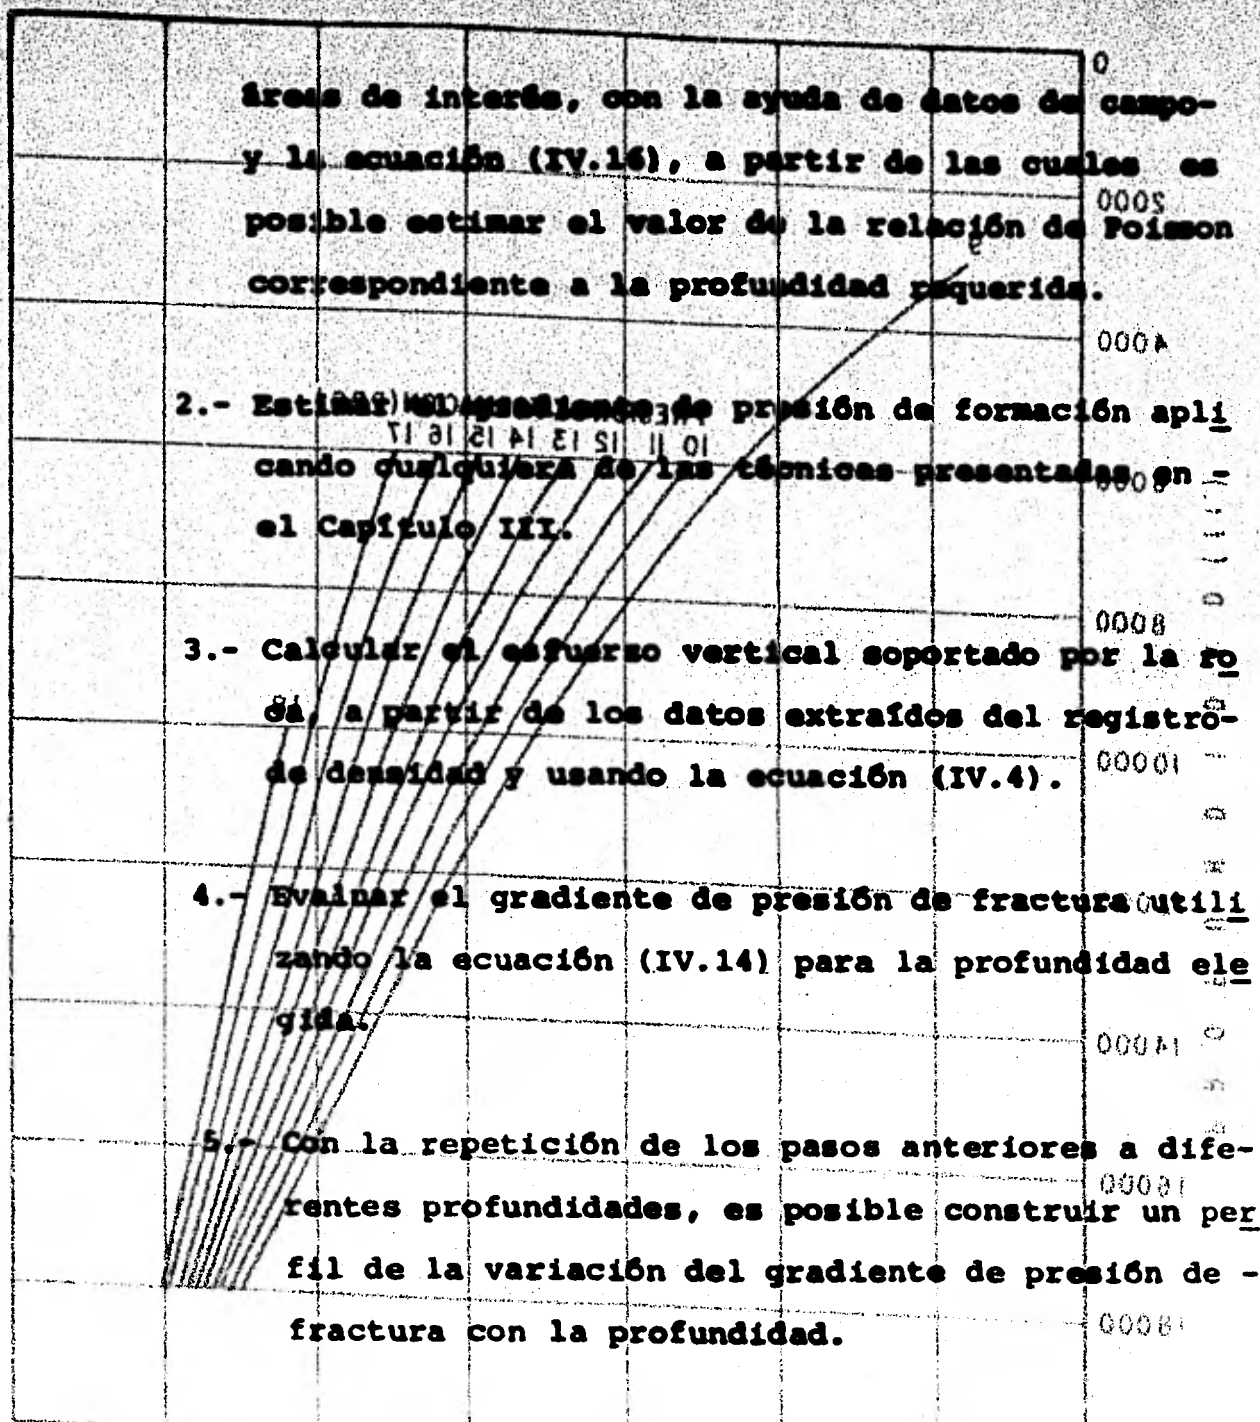 áreas de interés, con la ayuda de datos de campo-
y la ecuación (IV.16), a partir de las cuales es
posible estimar el valor de la relación de Poisson
correspondiente a la profundidad requerida.
2.- Estimar el gradiente de presión de formación apli
cando cualquiera de las técnicas presentadas en -
el Capítulo III.
3.- Calcular el esfuerzo vertical soportado por la ro
ca, a partir de los datos extraídos del registro-
de densidad y usando la ecuación (IV.4).
4.- Evaluar el gradiente de presión de fractura utili
zando la ecuación (IV.14) para la profundidad ele
gida.
5.- Con la repetición de los pasos anteriores a dife-
rentes profundidades, es posible construir un per
fil de la variación del gradiente de presión de -
fractura con la profundidad.
0
2000
4000
8000
10000
14000
16000
18000
9
10 11 12 13 14 15 16 17
18